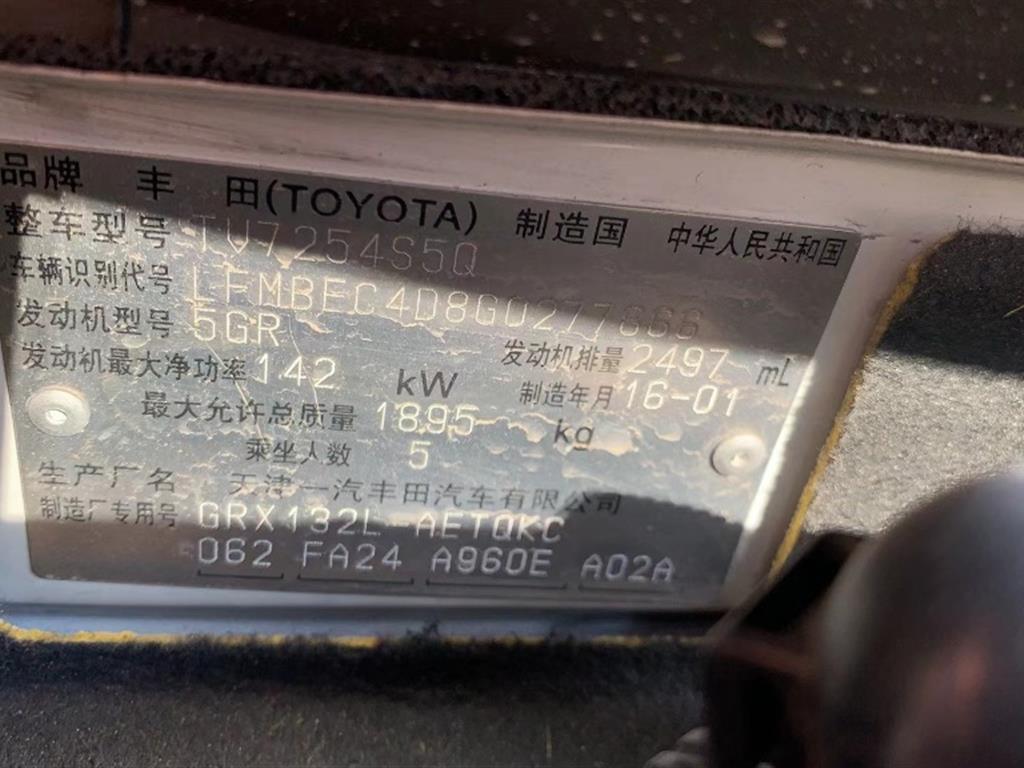 品牌 丰田(TOYOTA) 制造国 中华人民共和国
整车型号 TV7254S5Q
车辆识别代号
发动机型号 5GR 发动机排量 2497 mL
发动机最大净功率 142 kW 制造年月 16-01
最大允许总质量 1895 kg
乘坐人数 5
生产厂名 天津一汽丰田汽车有限公司
制造厂专用号 GRX132L-AETQKC
062 FA24 A960E A02A